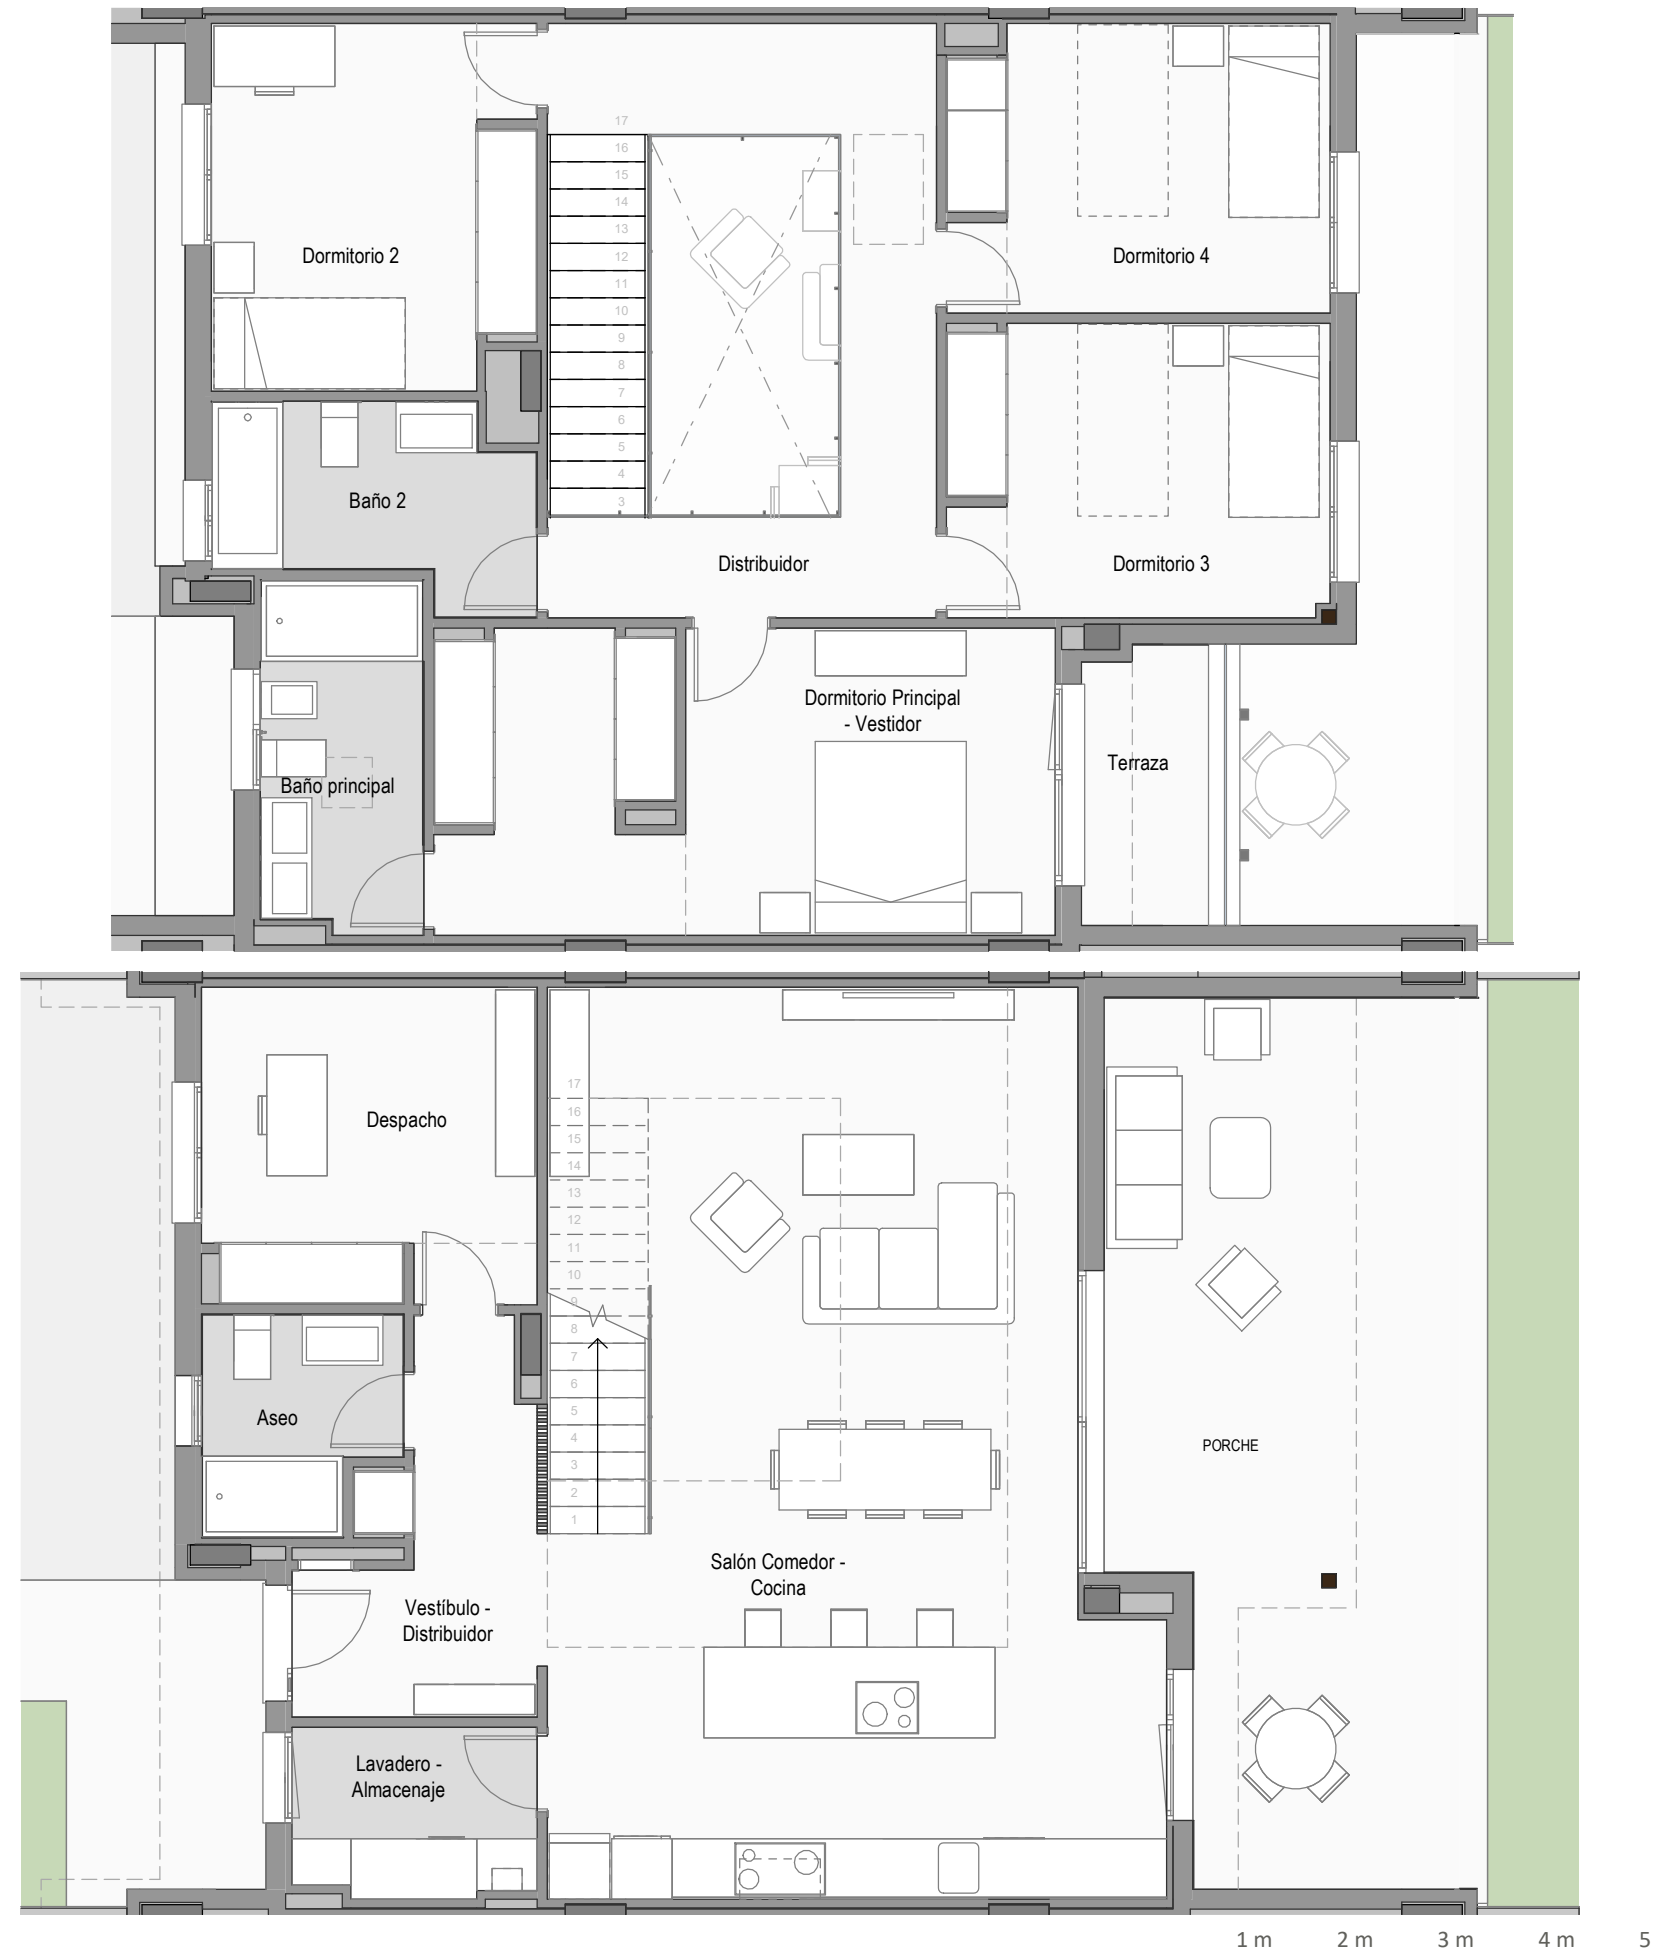 17
16
15
14
13
12
11
10
9
8
7
6
5
4
3
Dormitorio 2
Dormitorio 4
Baño 2
Distribuidor
Dormitorio 3
Dormitorio Principal
- Vestidor
Terraza
Baño principal
Despacho
17
16
15
14
13
12
11
10
9
8
7
6
5
4
3
2
1
Aseo
PORCHE
Salón Comedor -
Cocina
Vestíbulo -
Distribuidor
Lavadero -
Almacenaje
1 m 2 m 3 m 4 m 5